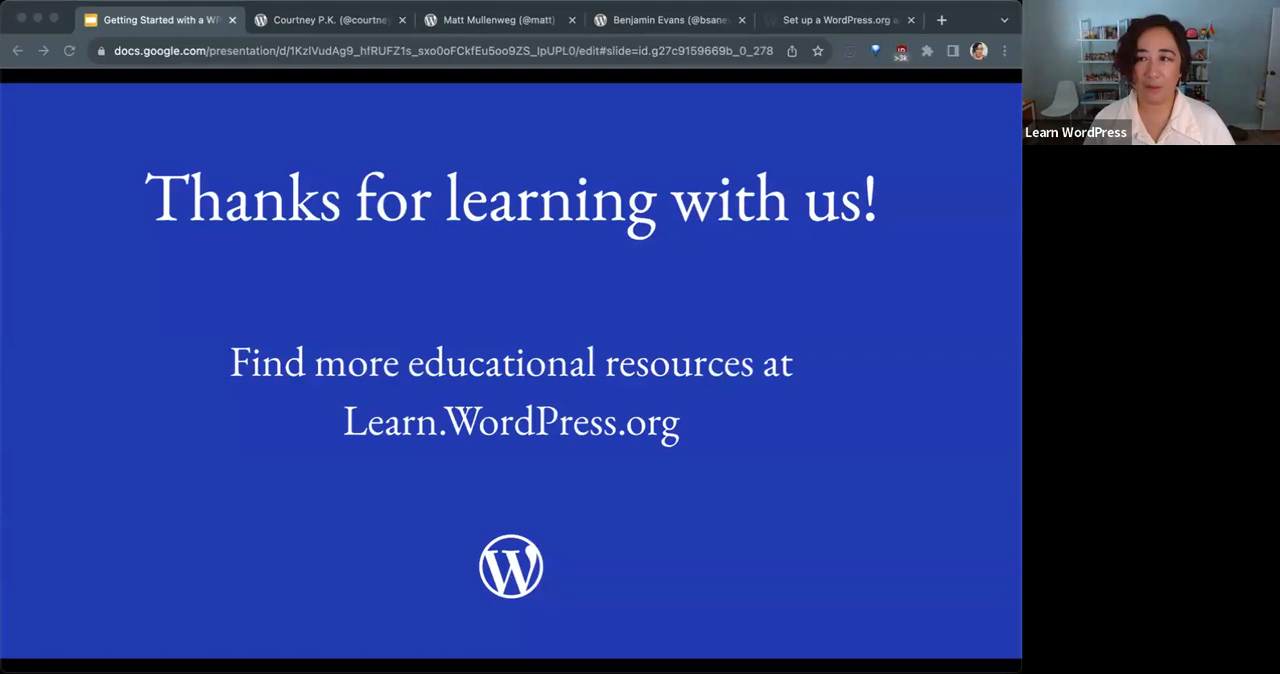 Getting Started with a WP
Courtney P.K. (@courtne
Matt Mullenweg (@matt)
Benjamin Evans (@bsane
Set up a WordPress.org
docs.google.com/presentation/d/1KzlVudAg9_hfRUFZ1s_sxo0oFCkfEu5oo9ZS_lpUPL0/edit#slide=id.g27c9159669b_0_278
>3k
Learn WordPress
Thanks for learning with us!
Find more educational resources at
Learn.WordPress.org